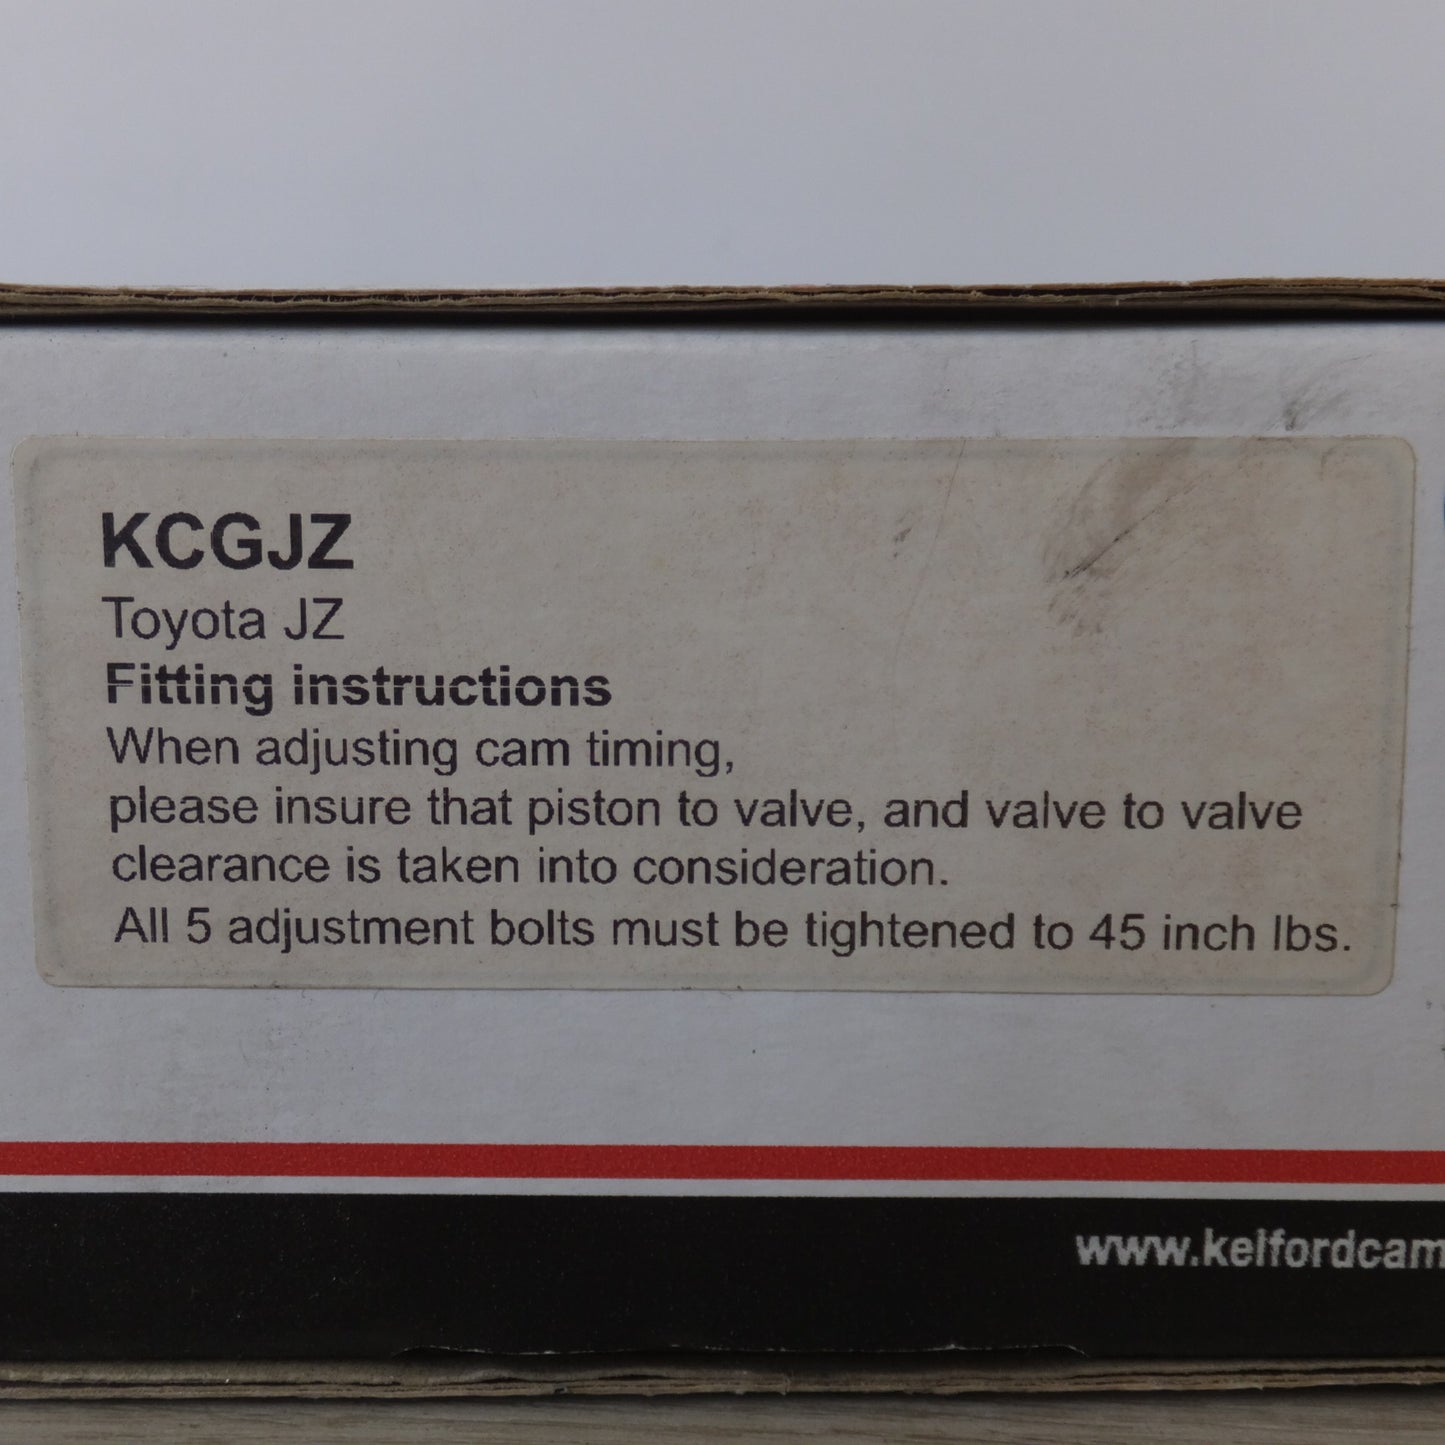 KCGJZ
Toyota JZ
Fitting instructions
When adjusting cam timing,
please insure that piston to valve, and valve to valve
clearance is taken into consideration.
All 5 adjustment bolts must be tightened to 45 inch lbs.
www.kelfordcam